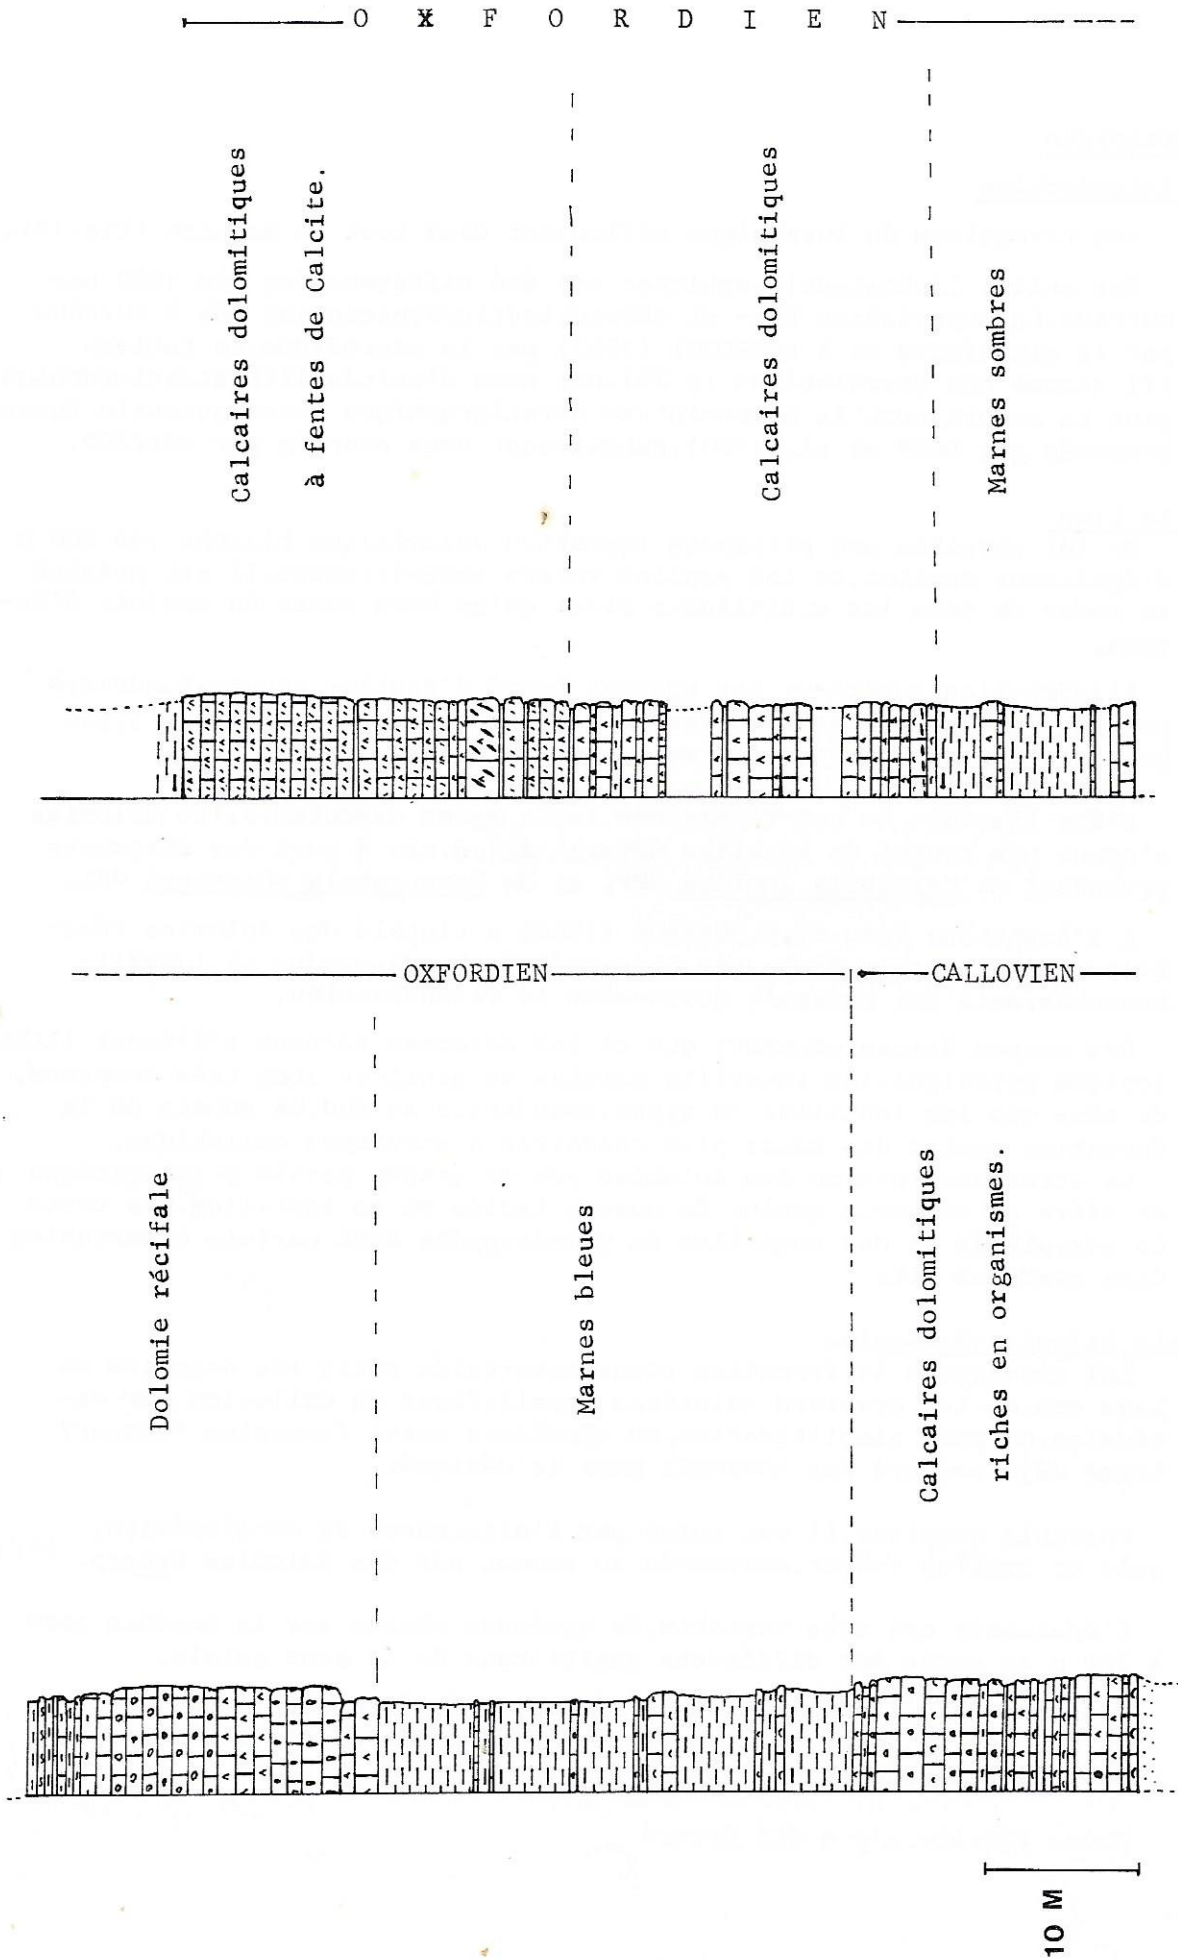 OXFORDIEN
Calcaires dolomitiques
à fentes de Calcite.
Calcaires dolomitiques
Marnes sombres
OXFORDIEN
CALLOVIEN
Dolomie récifale
Marnes bleues
Calcaires dolomitiques
riches en organismes.
10 M